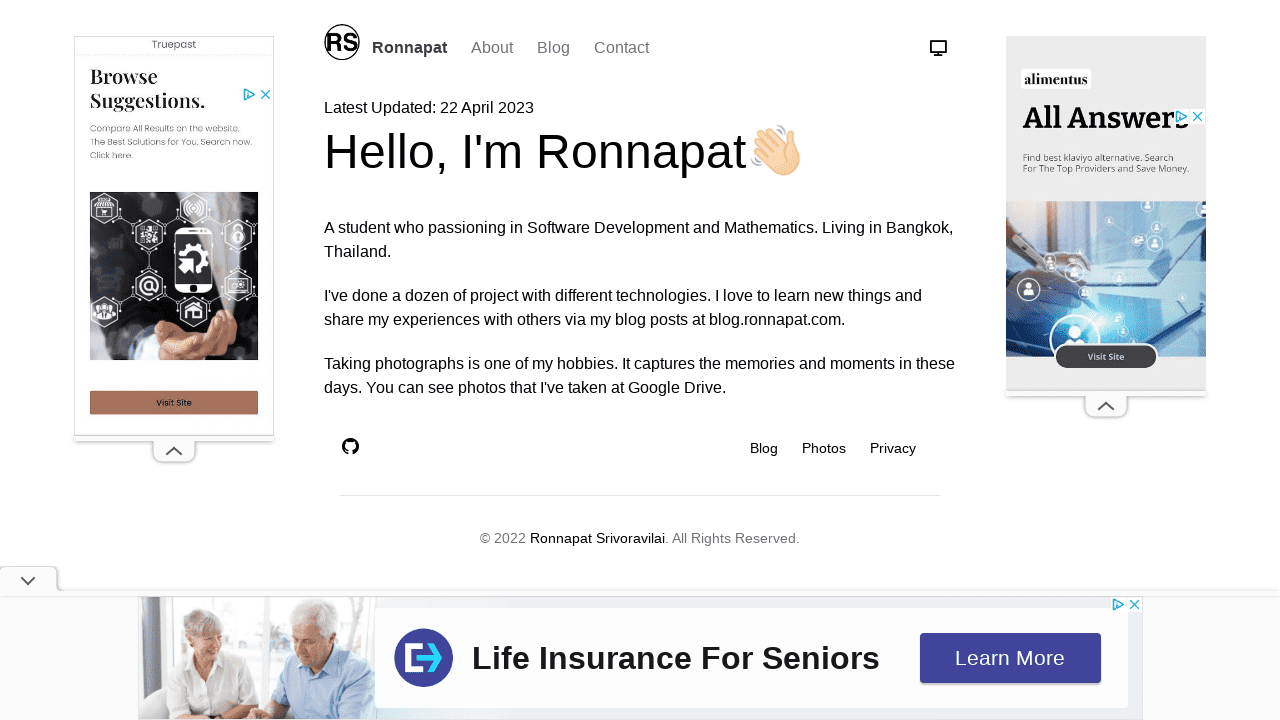 RS
Ronnapat
About
Blog
Contact
Latest Updated: 22 April 2023
Hello, I'm Ronnapat👋🏻
A student who passioning in Software Development and Mathematics. Living in Bangkok,
Thailand.
I've done a dozen of project with different technologies. I love to learn new things and
share my experiences with others via my blog posts at blog.ronnapat.com.
Taking photographs is one of my hobbies. It captures the memories and moments in these
days. You can see photos that I've taken at Google Drive.
Blog
Photos
Privacy
© 2022 Ronnapat Srivoravilai. All Rights Reserved.
Truepast
Browse
Suggestions.
Compare All Results on the website.
The Best Solutions for You. Search now.
Click here.
Visit Site
alimentus
All Answers
Find best klaviyo alternative. Search
For The Top Providers and Save Money.
Visit Site
Life Insurance For Seniors
Learn More